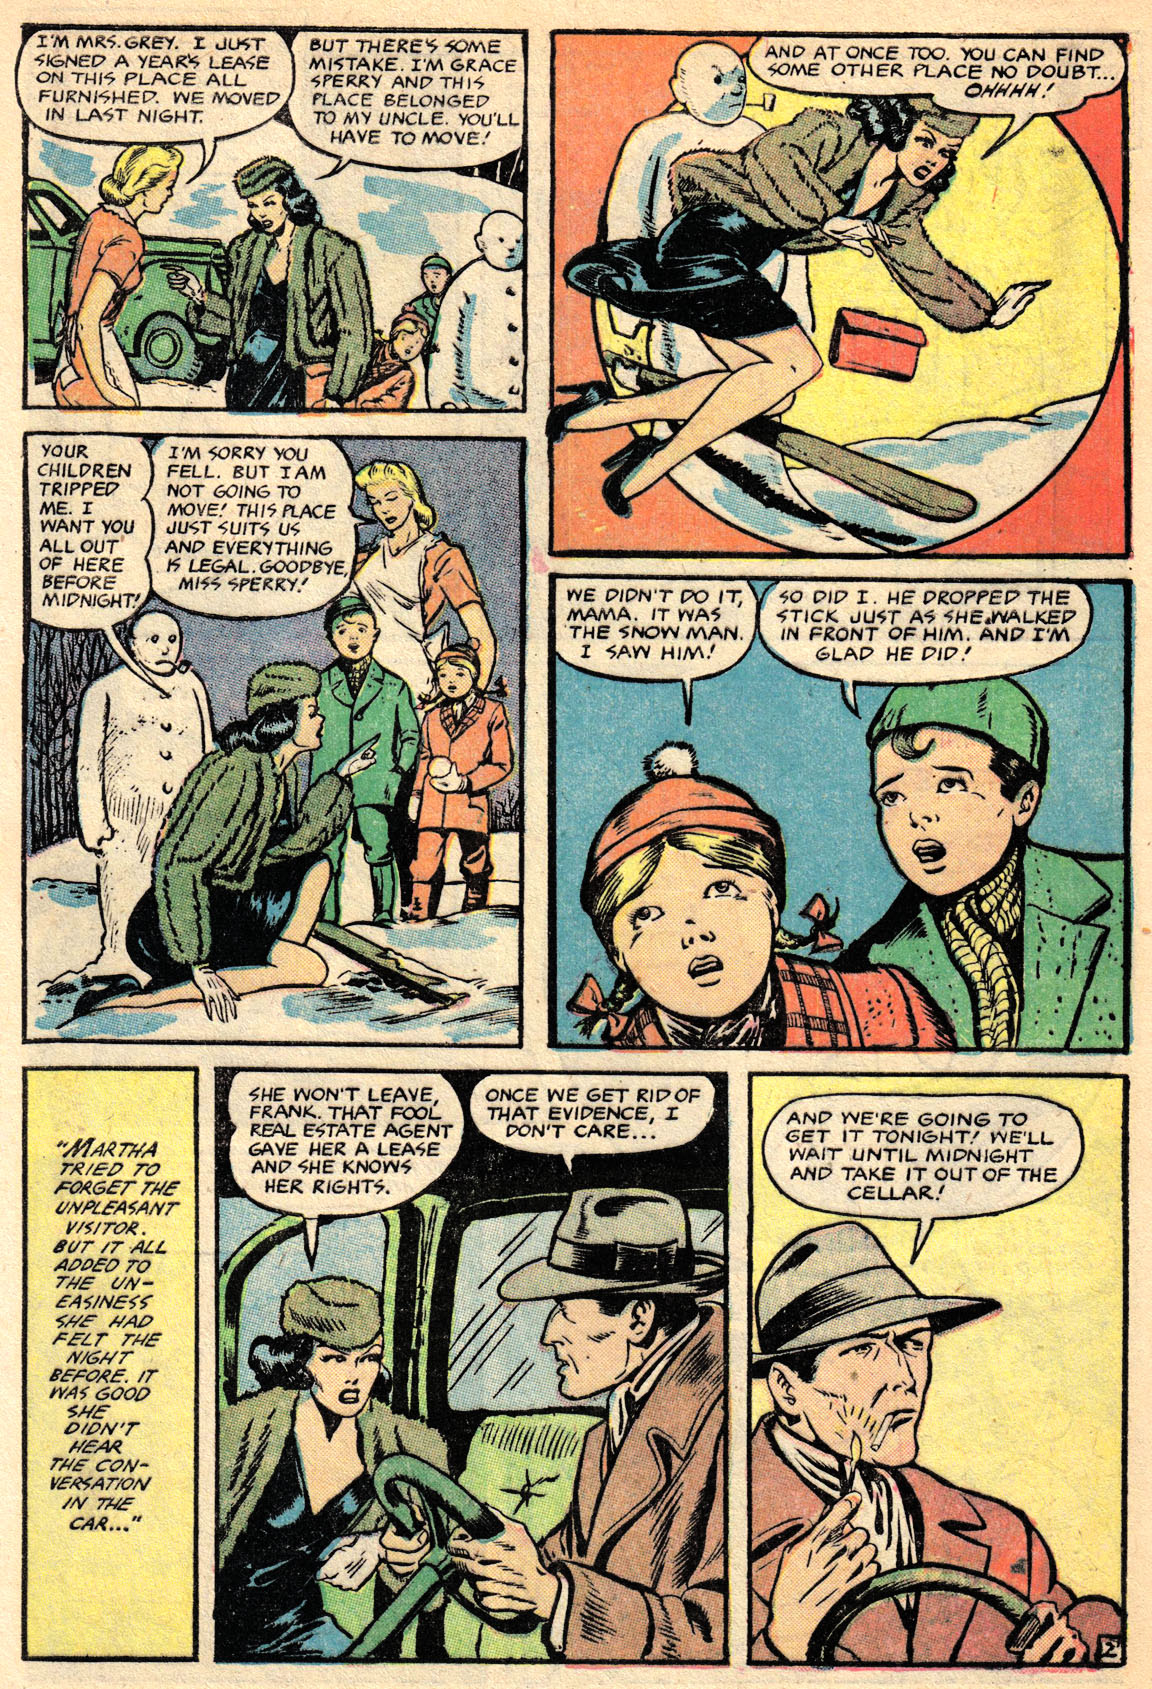 I'M MRS. GREY. I JUST
SIGNED A YEAR'S LEASE
ON THIS PLACE ALL
FURNISHED. WE MOVED
IN LAST NIGHT.
BUT THERE'S SOME
MISTAKE. I'M GRACE
SPERRY AND THIS
PLACE BELONGED
TO MY UNCLE. YOU'LL
HAVE TO MOVE!
AND AT ONCE TOO. YOU CAN FIND
SOME OTHER PLACE NO DOUBT...
OHHHH!
YOUR
CHILDREN
TRIPPED
ME. I
WANT YOU
ALL OUT
OF HERE
BEFORE
MIDNIGHT!
I'M SORRY YOU
FELL. BUT I AM
NOT GOING TO
MOVE! THIS PLACE
JUST SUITS US
AND EVERYTHING
IS LEGAL. GOODBYE,
MISS SPERRY!
WE DIDN'T DO IT,
MAMA. IT WAS
THE SNOW MAN.
I SAW HIM!
SO DID I. HE DROPPED THE
STICK JUST AS SHE WALKED
IN FRONT OF HIM. AND I'M
GLAD HE DID!
"MARTHA
TRIED TO
FORGET THE
UNPLEASANT
VISITOR.
BUT IT ALL
ADDED TO
THE UN-
EASINESS
SHE HAD
FELT THE
NIGHT
BEFORE. IT
WAS GOOD
SHE
DIDN'T
HEAR
THE CON-
VERSATION
IN THE
CAR..."
SHE WON'T LEAVE,
FRANK. THAT FOOL
REAL ESTATE AGENT
GAVE HER A LEASE
AND SHE KNOWS
HER RIGHTS.
ONCE WE GET RID OF
THAT EVIDENCE, I
DON'T CARE...
AND WE'RE GOING TO
GET IT TONIGHT! WE'LL
WAIT UNTIL MIDNIGHT
AND TAKE IT OUT OF THE
CELLAR!
2